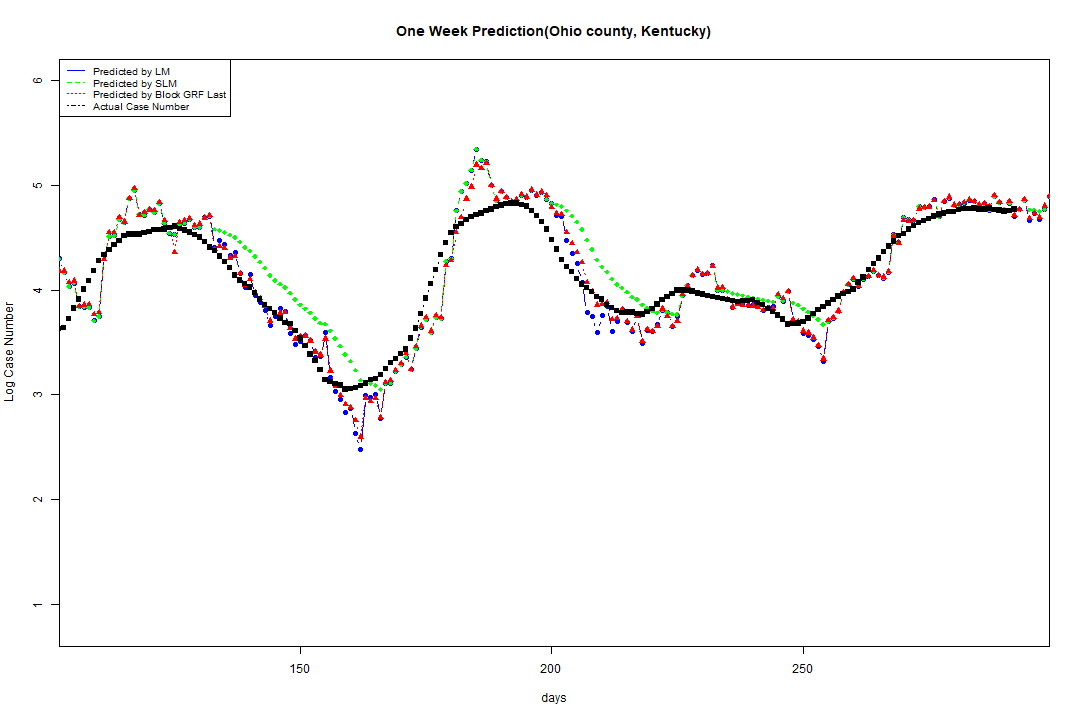 One Week Prediction(Ohio county, Kentucky)
Predicted by LM
Predicted by SLM
Predicted by Block GRF Last
Actual Case Number
6
5
4
3
2
1
Log Case Number
150
200
250
days